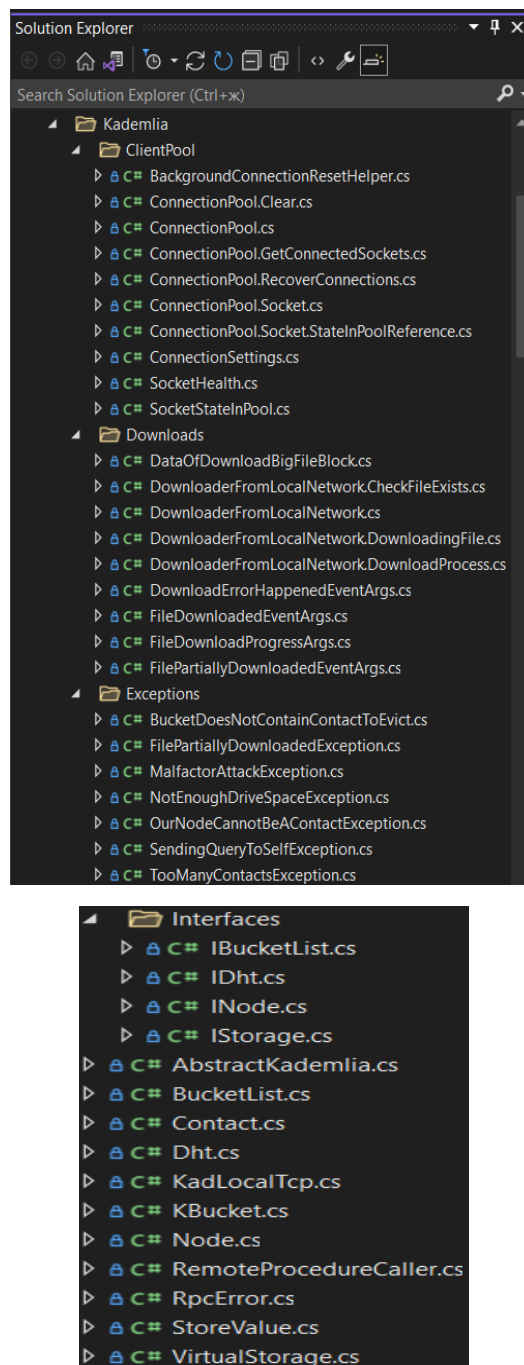 Solution Explorer
Search Solution Explorer (Ctrl+ж)
Kademlia
ClientPool
C# BackgroundConnectionResetHelper.cs
C# ConnectionPool.Clear.cs
C# ConnectionPool.cs
C# ConnectionPool.GetConnectedSockets.cs
C# ConnectionPool.RecoverConnections.cs
C# ConnectionPool.Socket.cs
C# ConnectionPool.Socket.StateInPoolReference.cs
C# ConnectionSettings.cs
C# SocketHealth.cs
C# SocketStateInPool.cs
Downloads
C# DataOfDownloadBigFileBlock.cs
C# DownloaderFromLocalNetwork.CheckFileExists.cs
C# DownloaderFromLocalNetwork.cs
C# DownloaderFromLocalNetwork.DownloadingFile.cs
C# DownloaderFromLocalNetwork.DownloadProcess.cs
C# DownloadErrorHappenedEventArgs.cs
C# FileDownloadedEventArgs.cs
C# FileDownloadProgressArgs.cs
C# FilePartiallyDownloadedEventArgs.cs
Exceptions
C# BucketDoesNotContainContactToEvict.cs
C# FilePartiallyDownloadedException.cs
C# MalfactorAttackException.cs
C# NotEnoughDriveSpaceException.cs
C# OurNodeCannotBeAContactException.cs
C# SendingQueryToSelfException.cs
C# TooManyContactsException.cs
Interfaces
C# IBucketList.cs
C# IDht.cs
C# INode.cs
C# IStorage.cs
C# AbstractKademlia.cs
C# BucketList.cs
C# Contact.cs
C# Dht.cs
C# KadLocalTcp.cs
C# KBucket.cs
C# Node.cs
C# RemoteProcedureCaller.cs
C# RpcError.cs
C# StoreValue.cs
C# VirtualStorage.cs